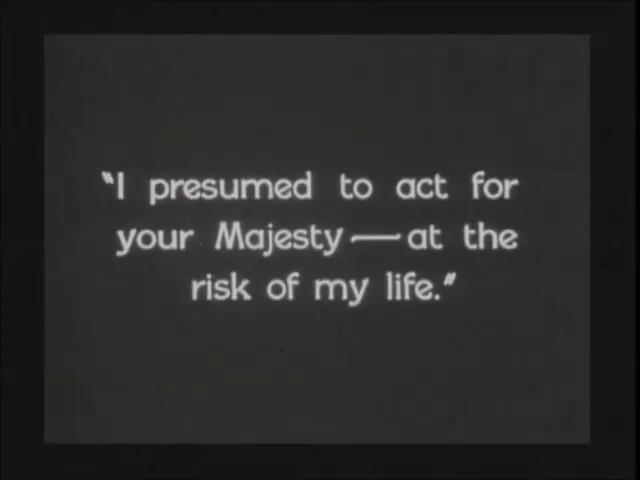 "I presumed to act for
your Majesty — at the
risk of my life."